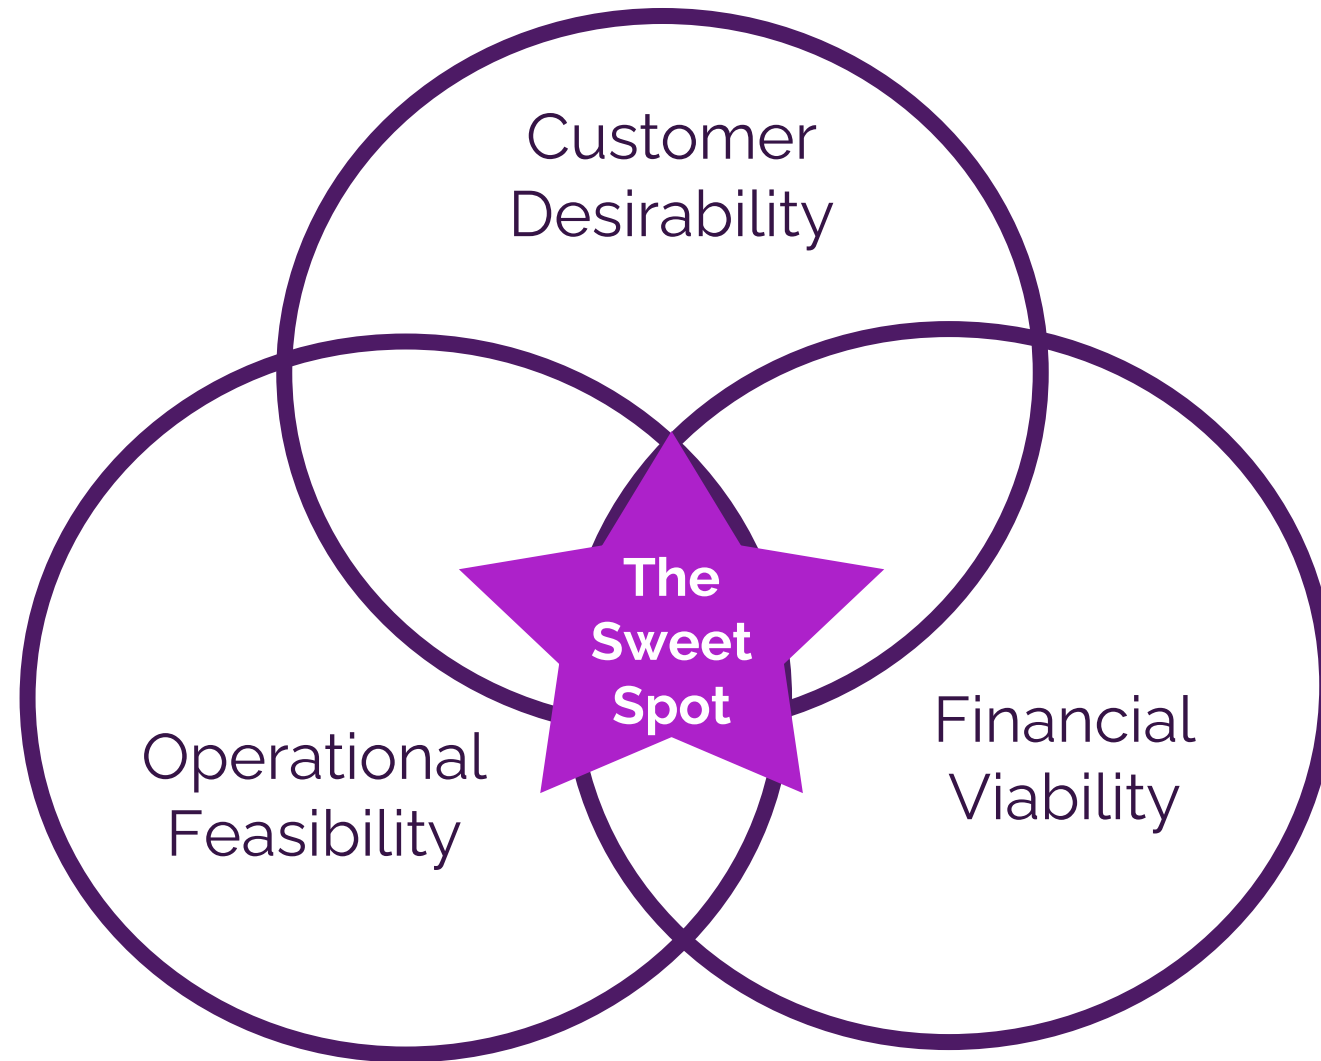 Customer
Desirability
The
Sweet
Spot
Operational
Feasibility
Financial
Viability